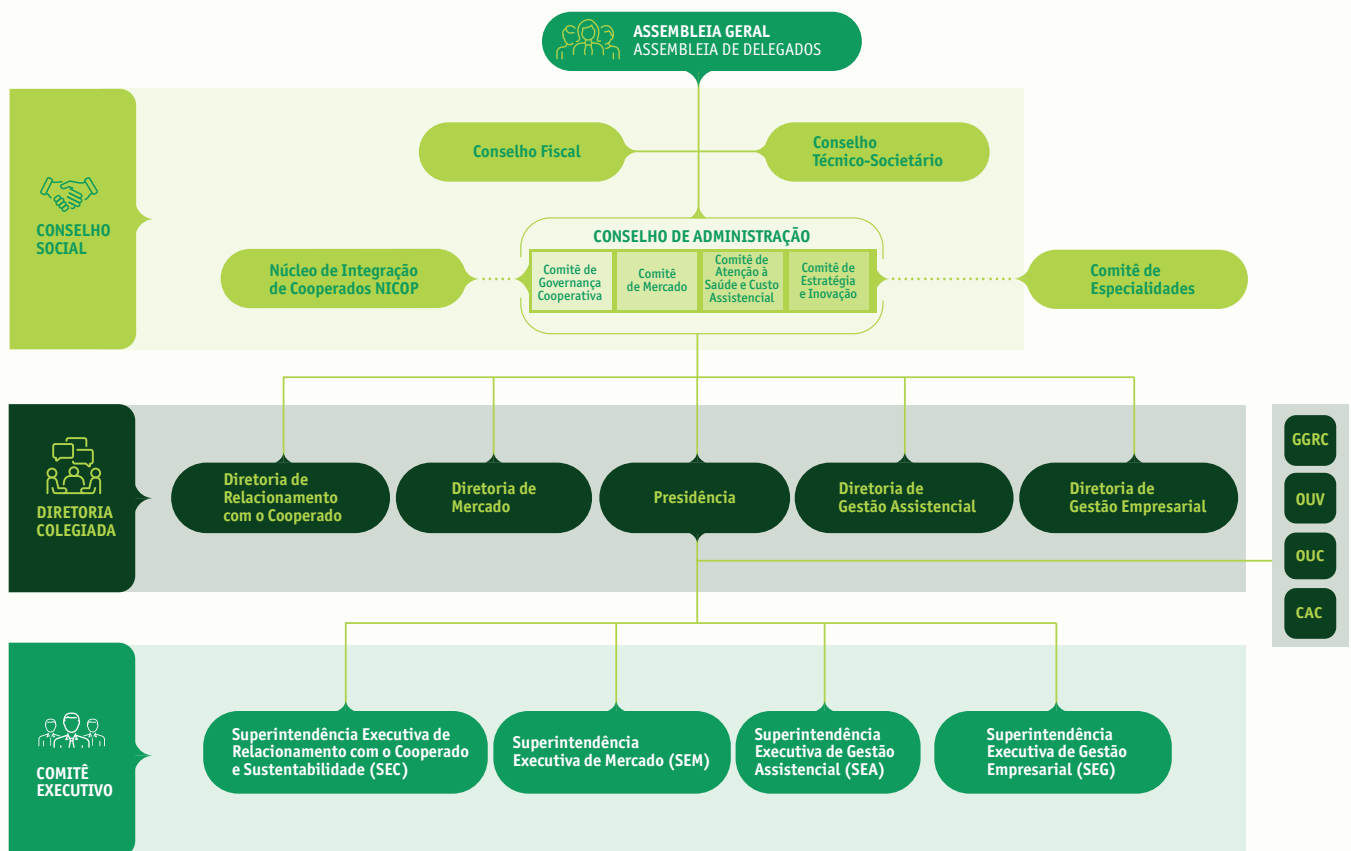 ASSEMBLEIA GERAL
ASSEMBLEIA DE DELEGADOS
CONSELHO
SOCIAL
Conselho Fiscal
Conselho
Técnico-Societário
CONSELHO DE ADMINISTRAÇÃO
Núcleo de Integração
de Cooperados NICOP
Comitê de
Governança
Cooperativa
Comitê
de Mercado
Comitê de
Atenção à
Saúde e Custo
Assistencial
Comitê de
Estratégia
e Inovação
Comitê de
Especialidades
DIRETORIA
COLEGIADA
Diretoria de
Relacionamento
com o Cooperado
Diretoria de
Mercado
Presidência
Diretoria de
Gestão Assistencial
Diretoria de
Gestão Empresarial
GGRC
OUV
OUC
CAC
COMITÊ
EXECUTIVO
Superintendência Executiva de
Relacionamento com o Cooperado
e Sustentabilidade (SEC)
Superintendência
Executiva de Mercado (SEM)
Superintendência
Executiva de Gestão
Assistencial (SEA)
Superintendência
Executiva de Gestão
Empresarial (SEG)